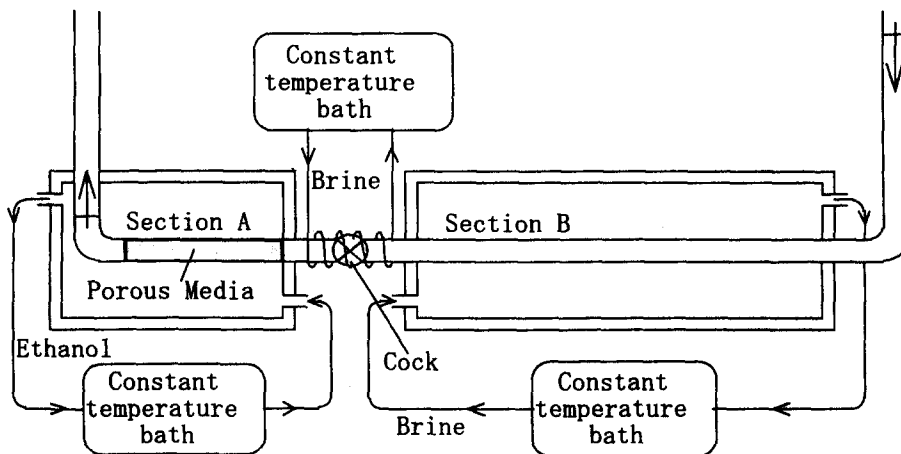 Constant
temperature
bath
Brine
Section A
Section B
Porous Media
Ethanol
Cock
Constant
temperature
bath
Brine
Constant
temperature
bath